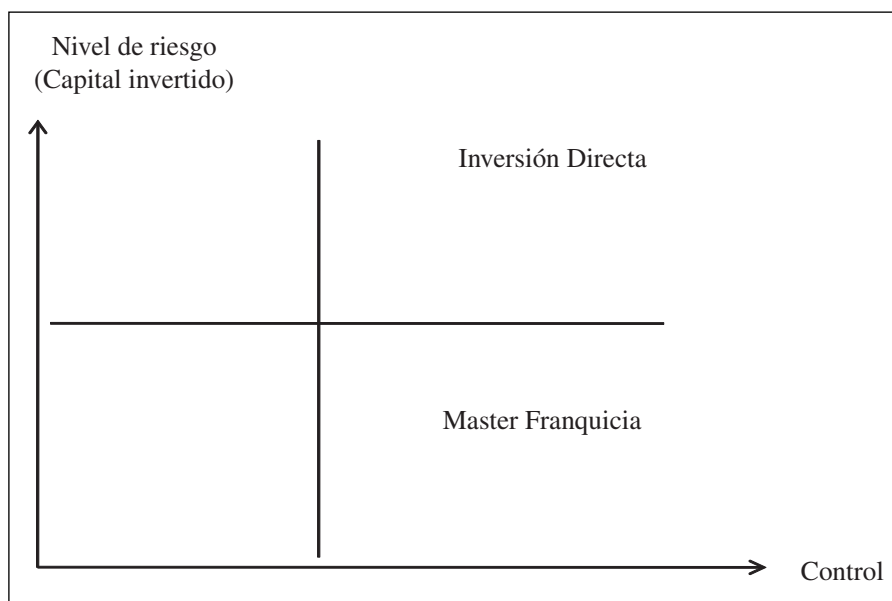 Nivel de riesgo
(Capital invertido)
Inversión Directa
Master Franquicia
Control